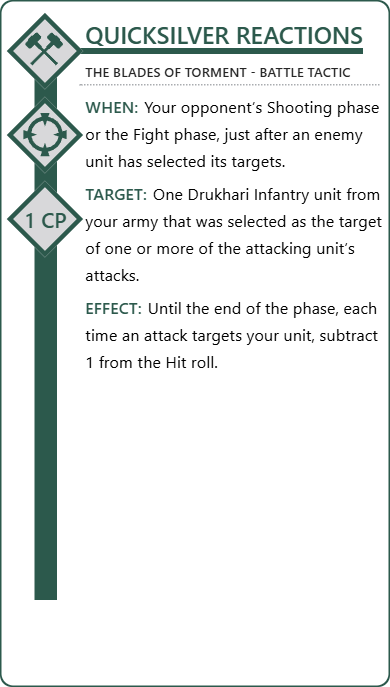 QUICKSILVER REACTIONS
THE BLADES OF TORMENT - BATTLE TACTIC
WHEN: Your opponent’s Shooting phase
or the Fight phase, just after an enemy
unit has selected its targets.
1 CP
TARGET: One Drukhari Infantry unit from
your army that was selected as the target
of one or more of the attacking unit’s
attacks.
EFFECT: Until the end of the phase, each
time an attack targets your unit, subtract
1 from the Hit roll.